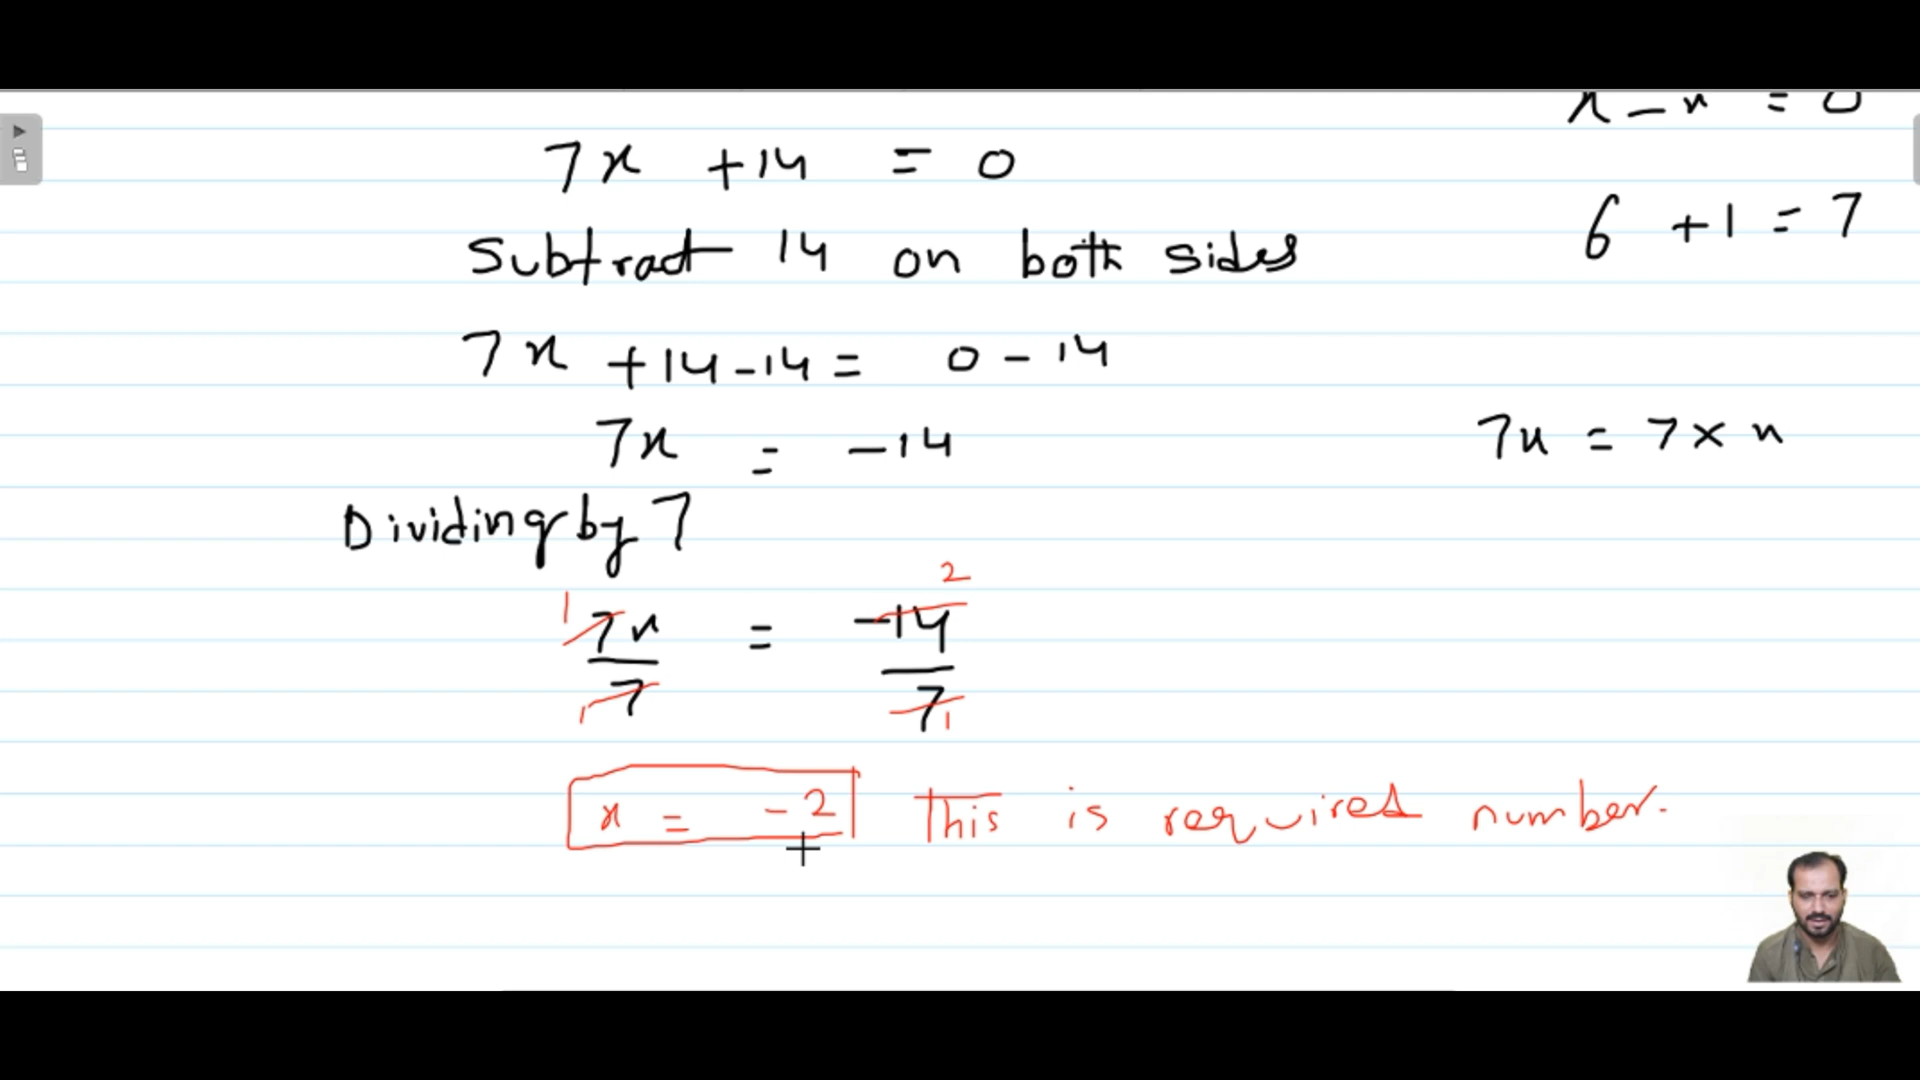 x - x = 0
7x + 14 = 0
6 + 1 = 7
Subtract 14 on both sides
7x + 14 - 14 = 0 - 14
7x = -14
7x = 7 × x
Dividing by 7
1 2
7x/7 = -14/7
1 1
x = -2 This is required number.